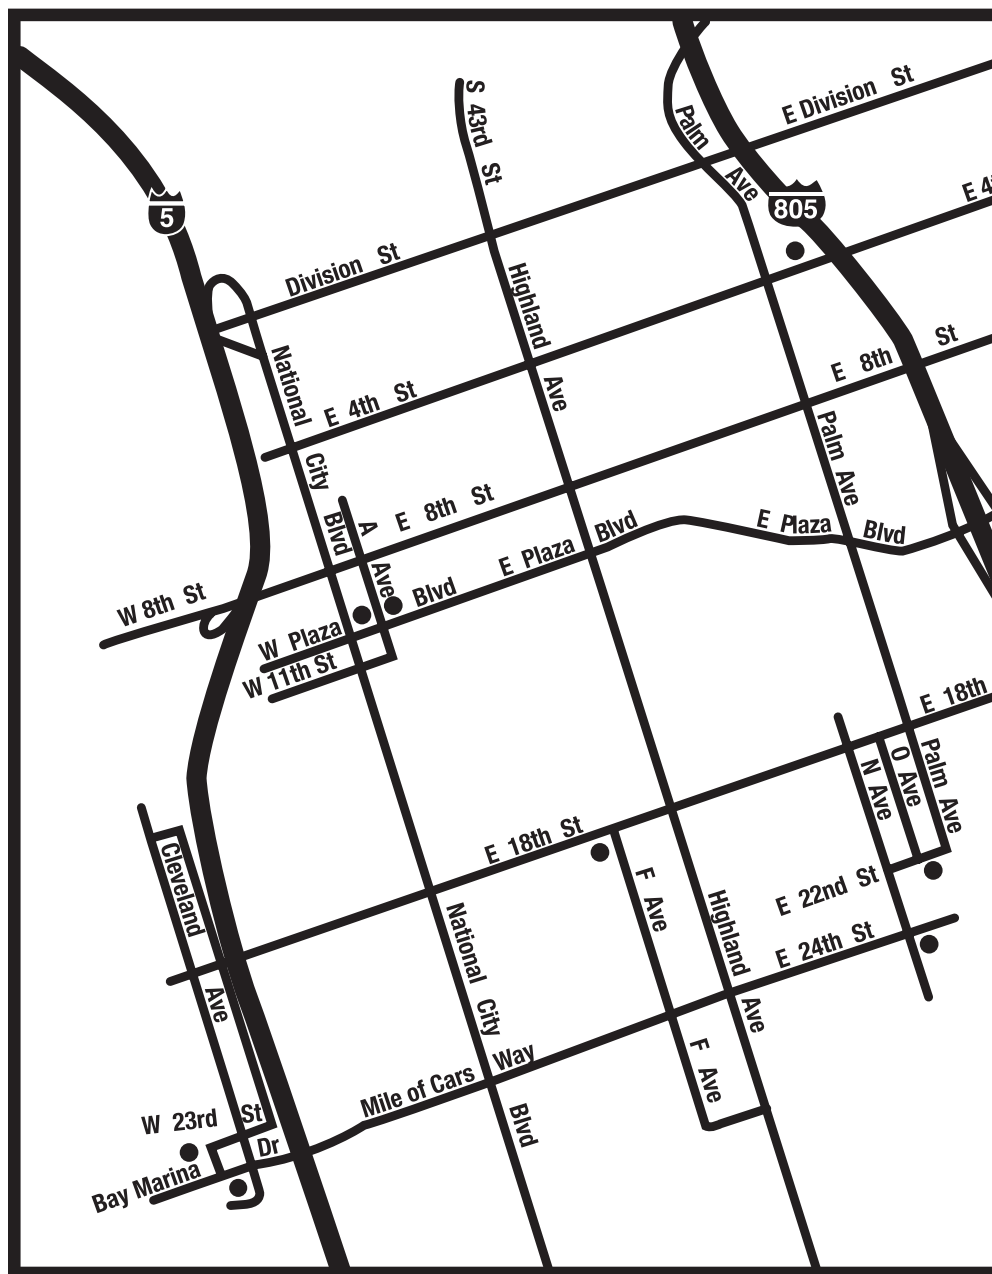 S 43rd St
Palm Ave
E Division St
5
805
E 4t
Division St
Highland Ave
National City Blvd
E 4th St
E 8th St
Palm Ave
A Ave
E 8th St
E Plaza Blvd
E Plaza Blvd
W 8th St
W Plaza Blvd
W 11th St
E 18th
N Ave
O Ave
Palm Ave
Cleveland Ave
E 18th St
F Ave
E 22nd St
Highland Ave
E 24th St
National City Blvd
F Ave
Mile of Cars Way
W 23rd St
Bay Marina Dr